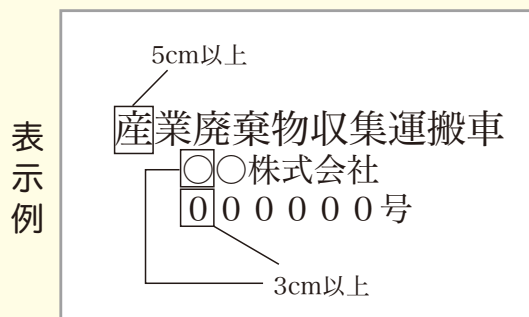 表示例
5cm以上
産業廃棄物収集運搬車
○○株式会社
000000号
3cm以上